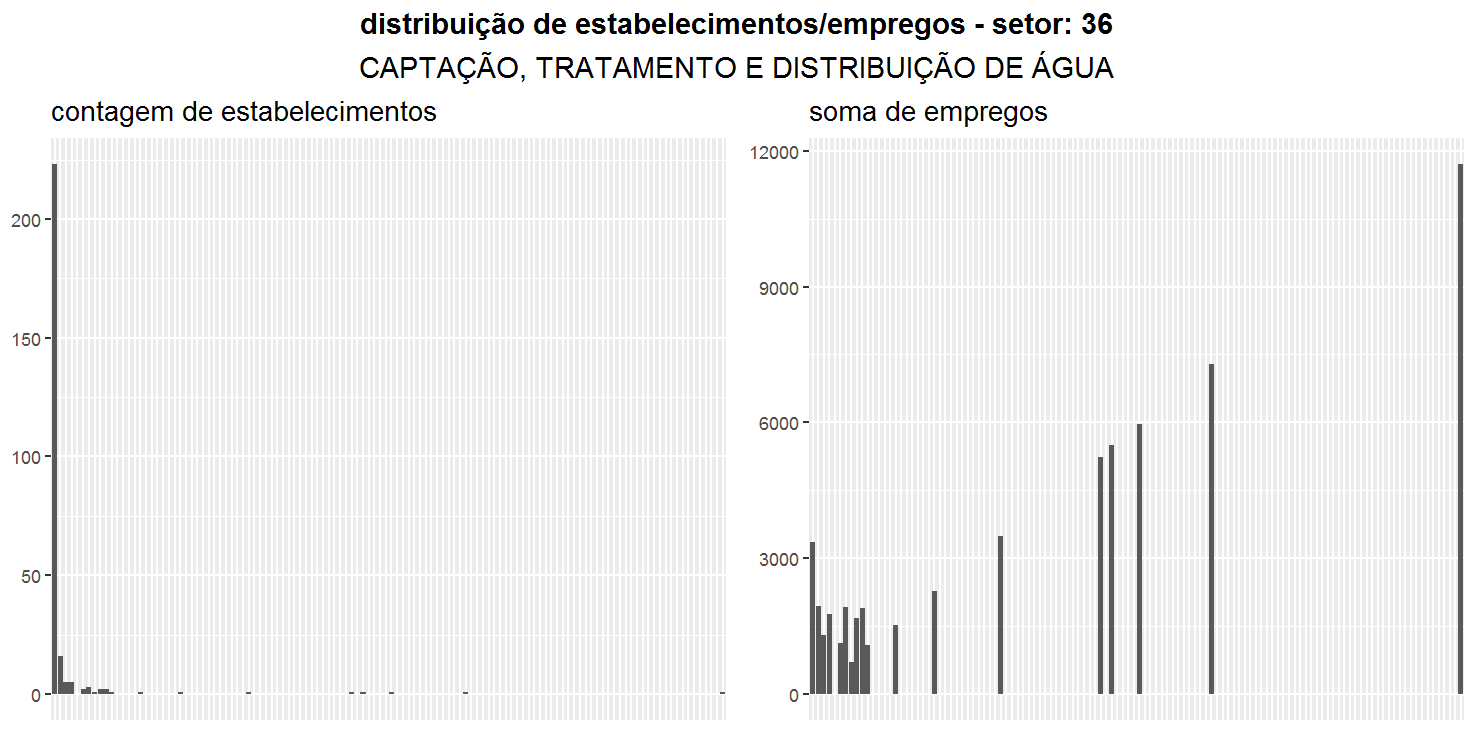 distribuição de estabelecimentos/empregos - setor: 36
CAPTAÇÃO, TRATAMENTO E DISTRIBUIÇÃO DE ÁGUA
contagem de estabelecimentos
200
150
100
50
0
soma de empregos
12000
9000
6000
3000
0